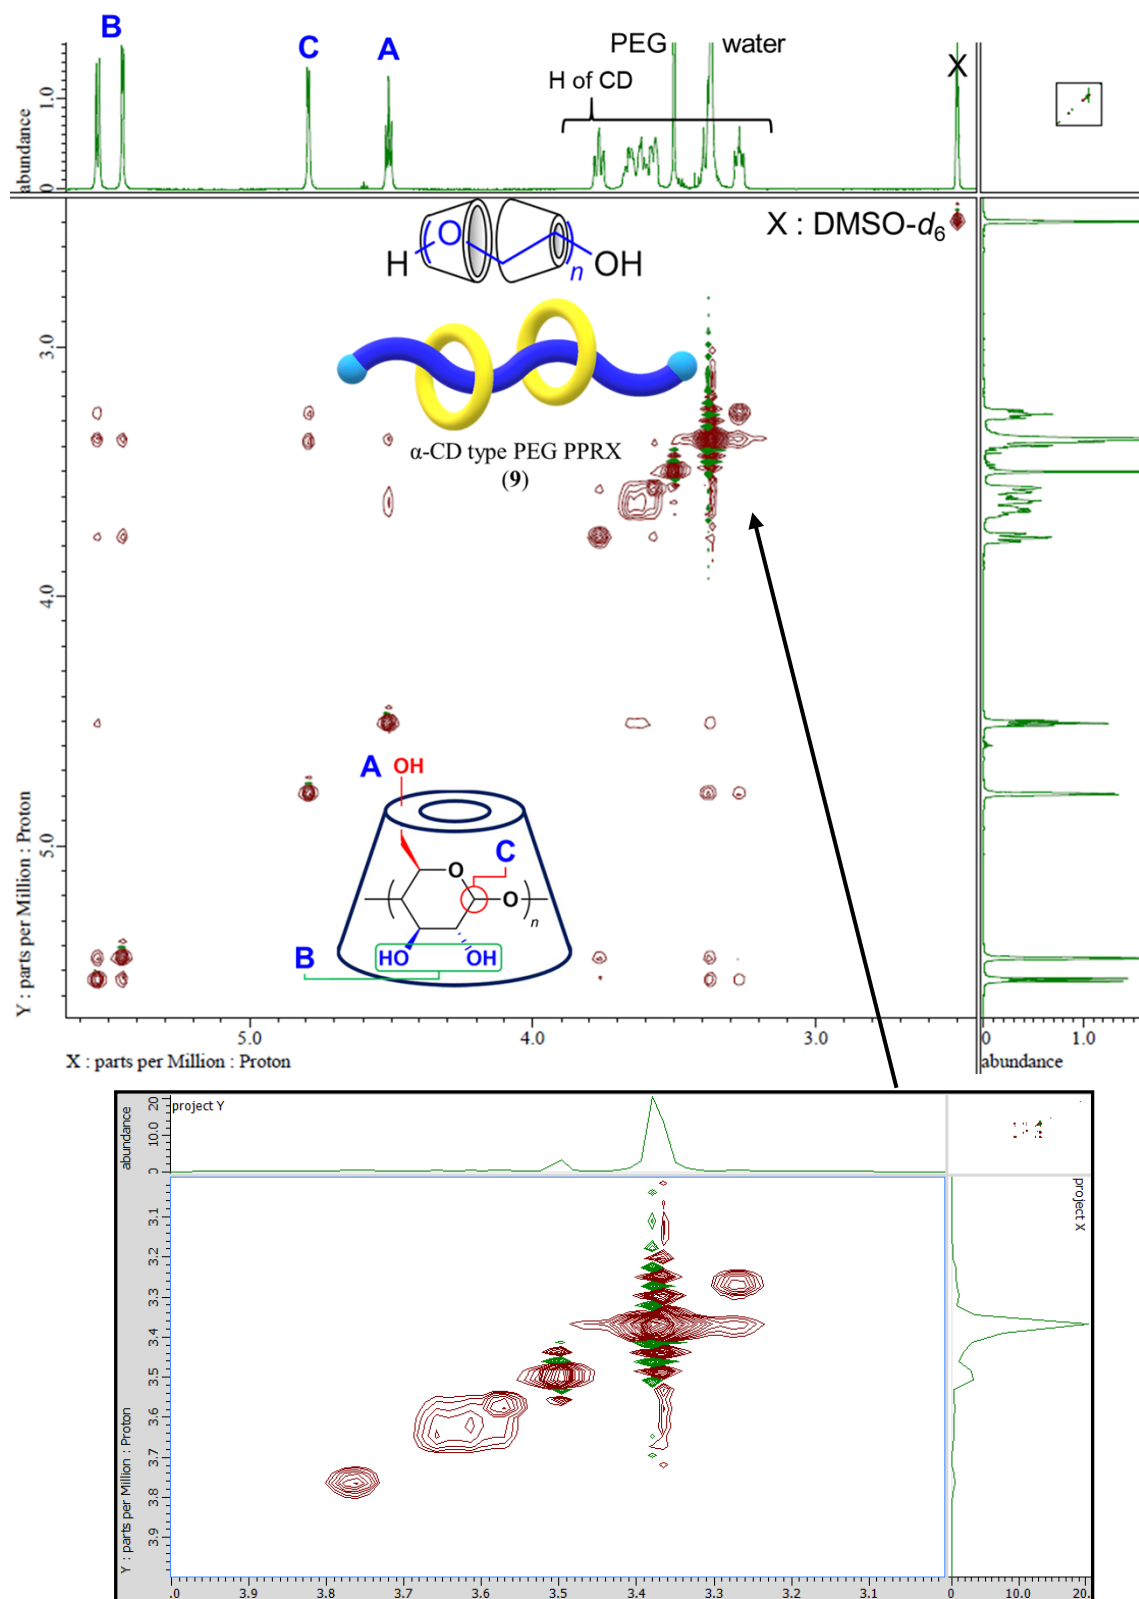 B
C
A
PEG
water
X
H of CD
abundance
0
1.0
X : DMSO-d6
H
O
n
OH
α-CD type PEG PPRX
(9)
3.0
4.0
5.0
Y : parts per Million : Proton
A
OH
C
O
O
n
B
HO
OH
5.0
4.0
3.0
X : parts per Million : Proton
0
1.0
abundance
project Y
abundance
0
10.0
20
project X
3.1
3.2
3.3
3.4
3.5
3.6
3.7
3.8
3.9
Y : parts per Million : Proton
.0
3.9
3.8
3.7
3.6
3.5
3.4
3.3
3.2
3.1
0
10.0
20.